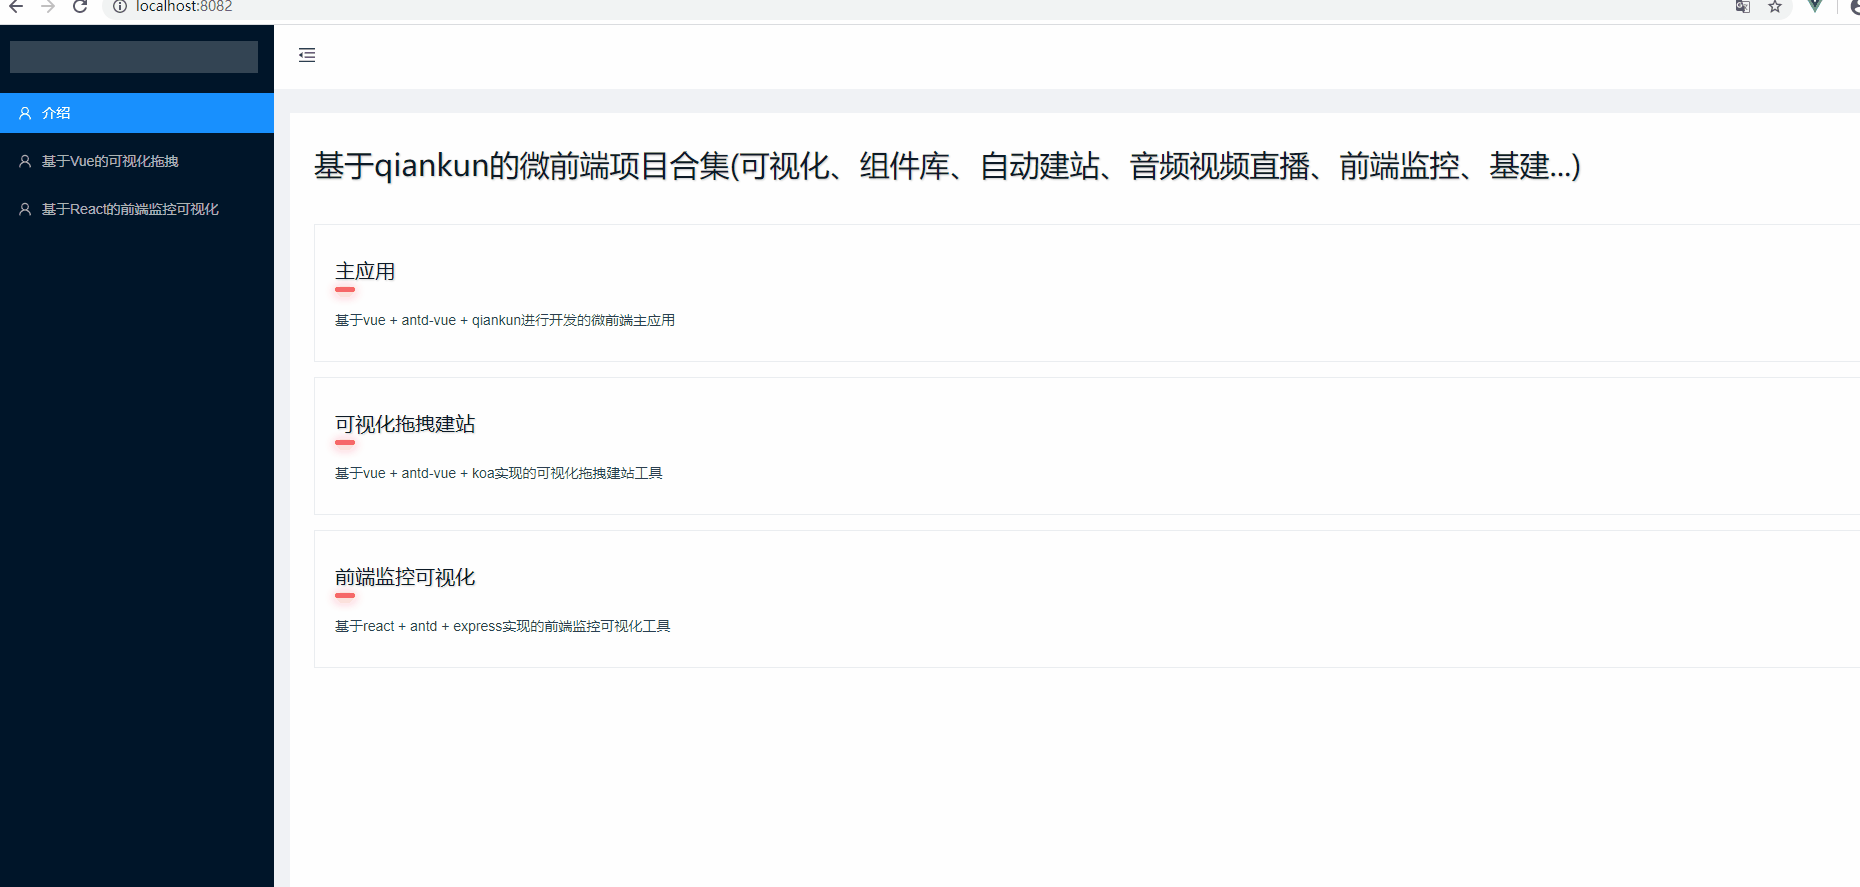 localhost:8082
介绍
基于Vue的可视化拖拽
基于React的前端监控可视化
基于qiankun的微前端项目合集(可视化、组件库、自动建站、音频视频直播、前端监控、基建...)
主应用
基于vue + antd-vue + qiankun进行开发的微前端主应用
可视化拖拽建站
基于vue + antd-vue + koa实现的可视化拖拽建站工具
前端监控可视化
基于react + antd + express实现的前端监控可视化工具